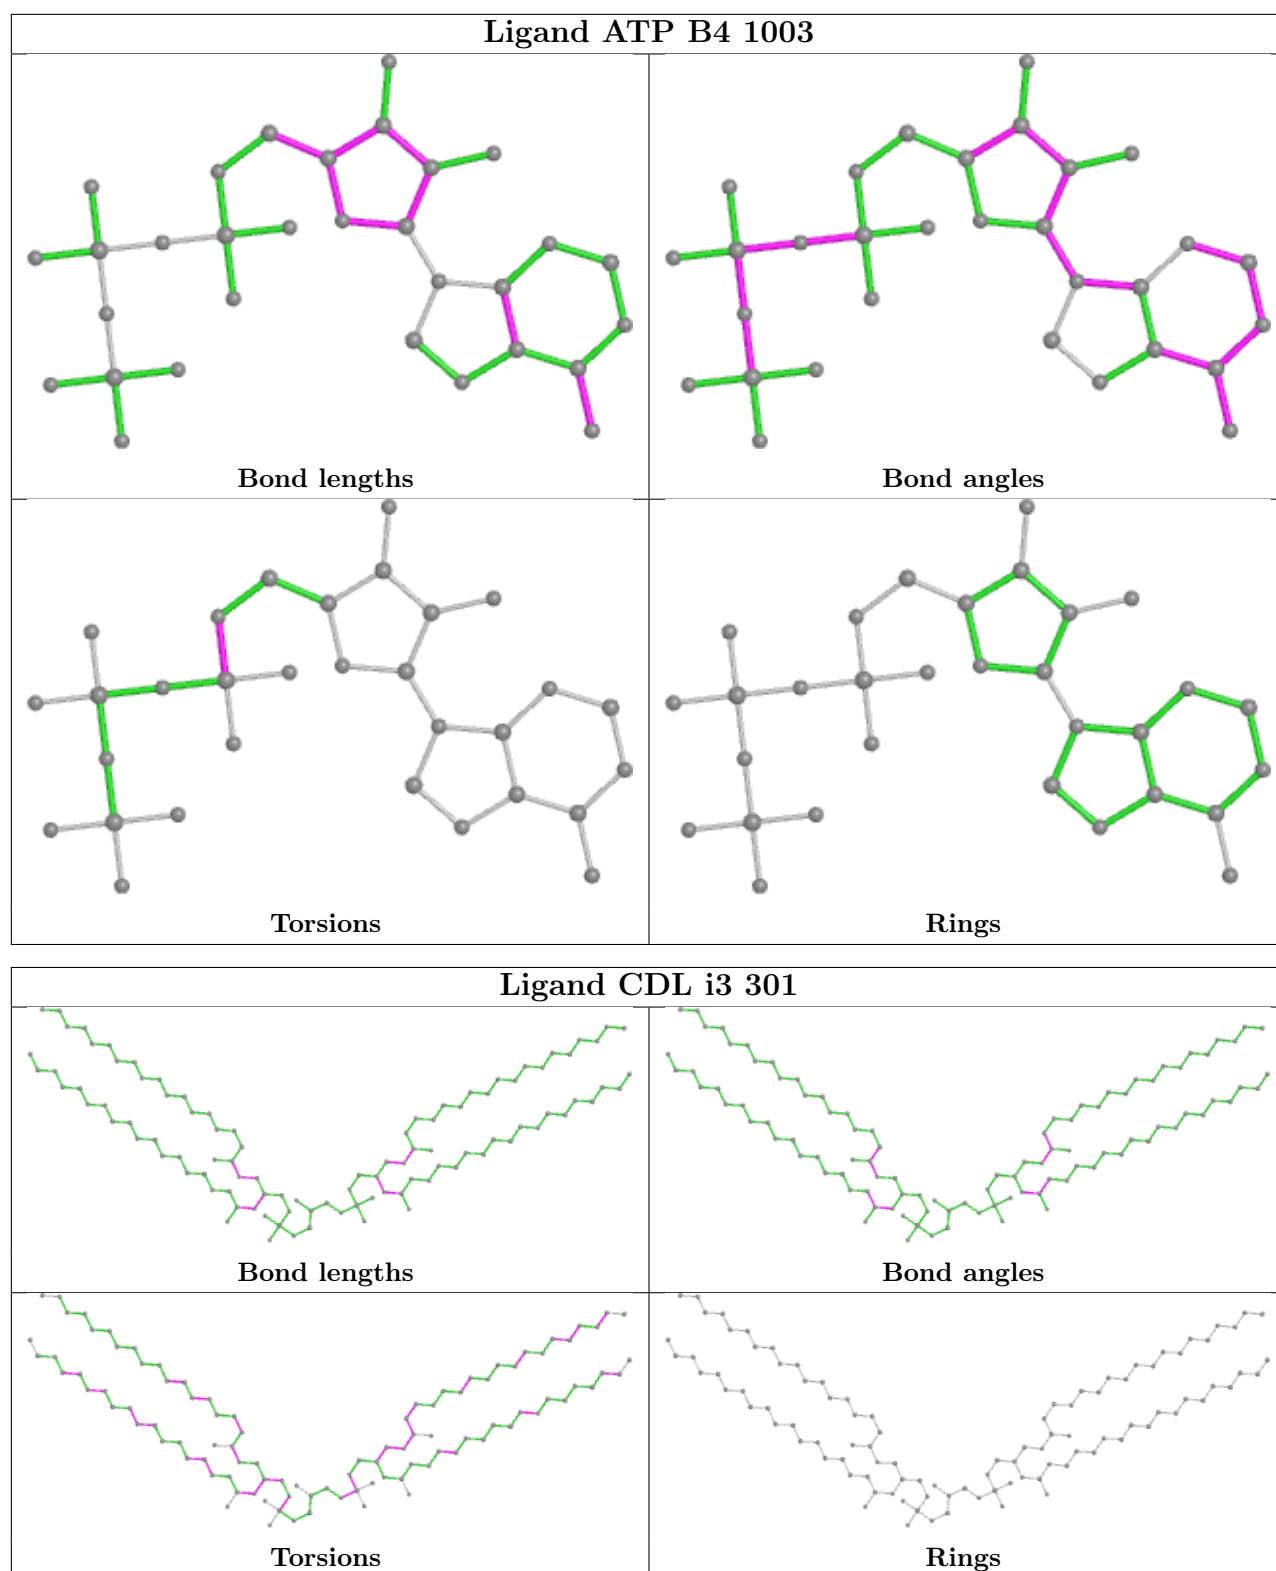 Ligand ATP B4 1003
Bond lengths
Bond angles
Torsions
Rings
Ligand CDL i3 301
Bond lengths
Bond angles
Torsions
Rings